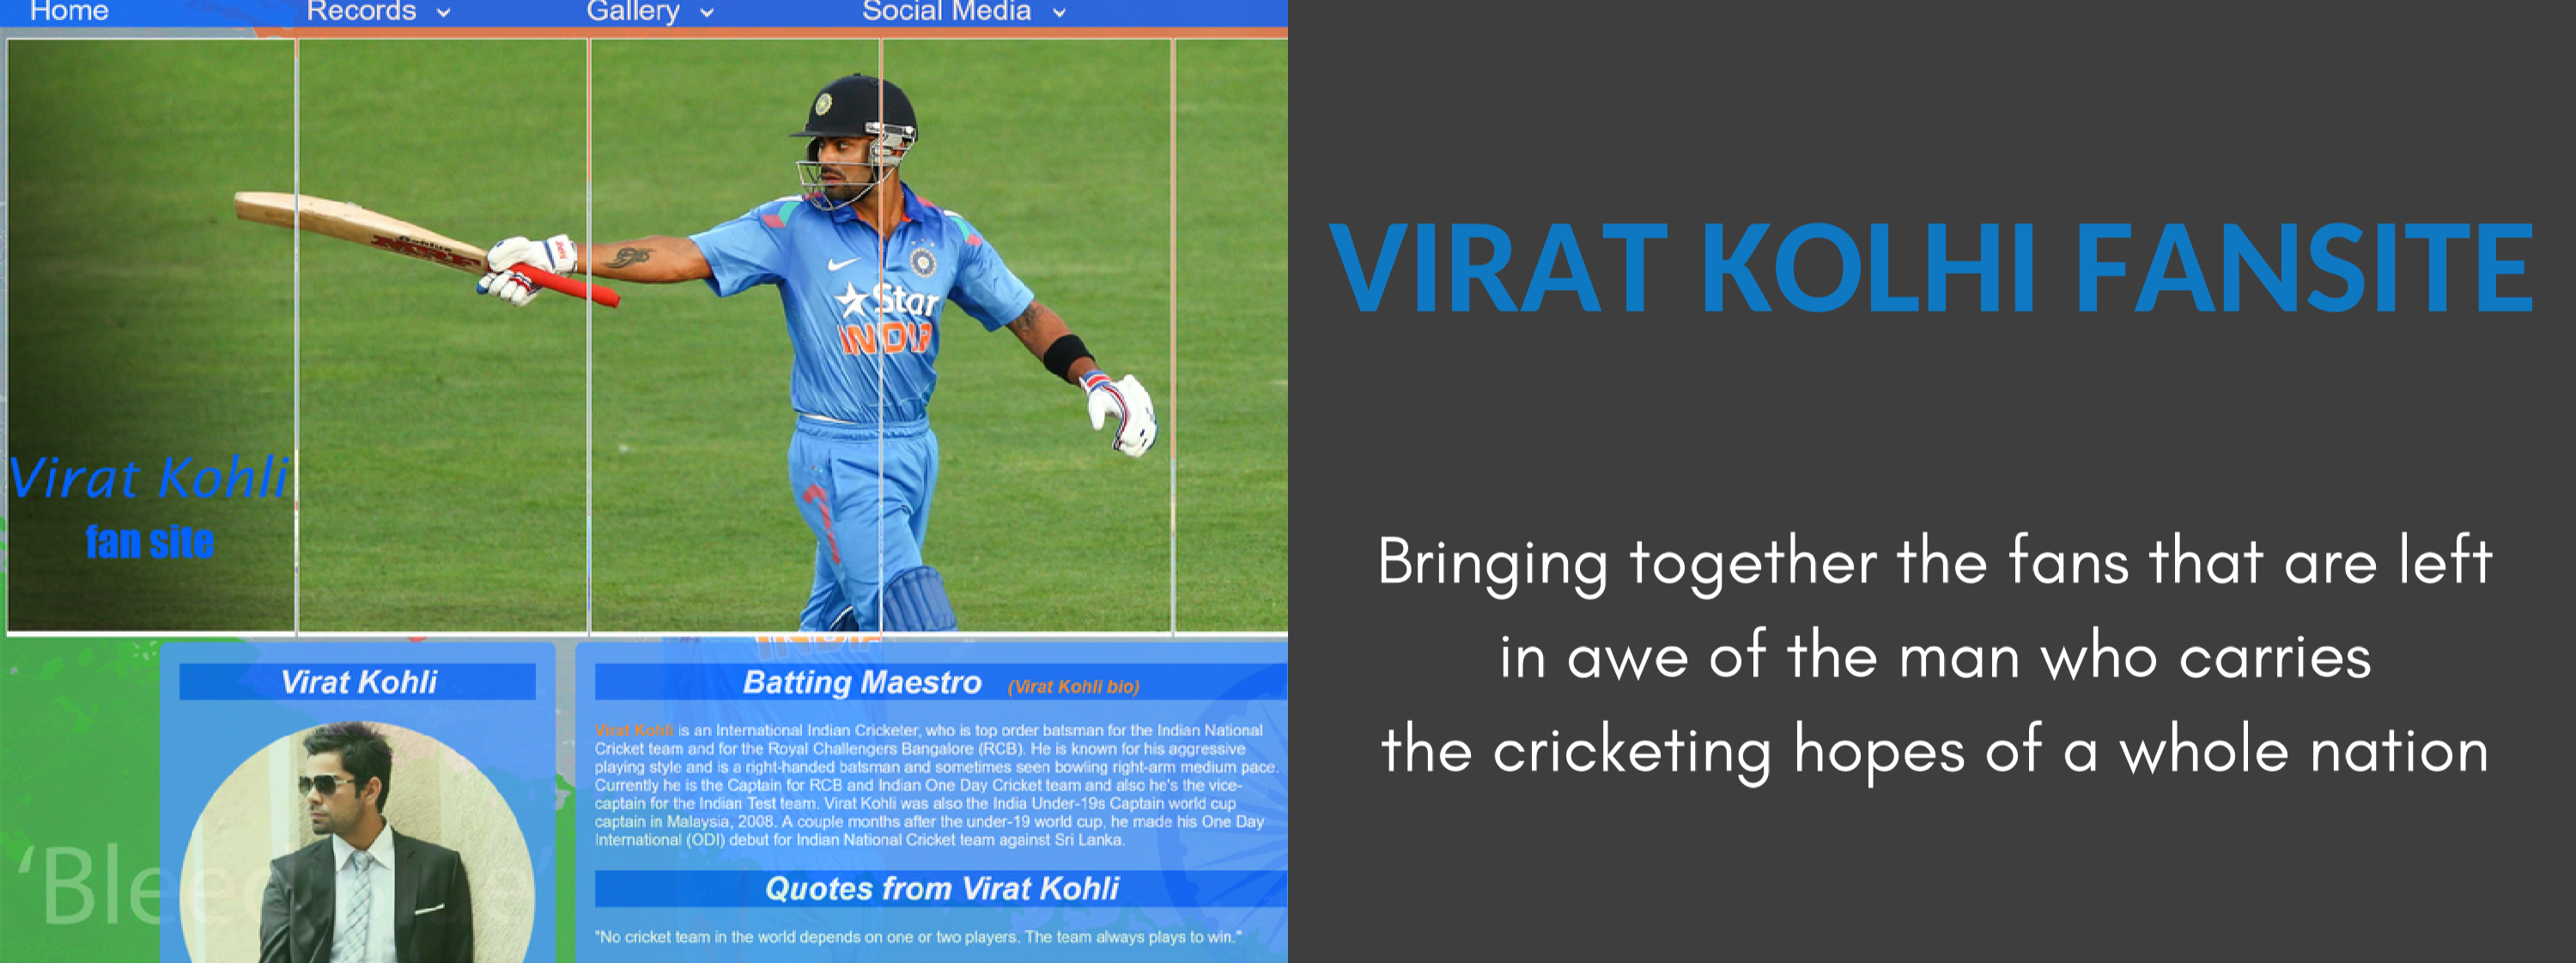 Home Records Gallery Social Media
MRF
Star
INDIA
Virat Kohli
fan site
Virat Kohli
Batting Maestro (Virat Kohli bio)
Virat Kohli is an International Indian Cricketer, who is top order batsman for the Indian National
Cricket team and for the Royal Challengers Bangalore (RCB). He is known for his aggressive
playing style and is a right-handed batsman and sometimes seen bowling right-arm medium pace.
Currently he is the Captain for RCB and Indian One Day Cricket team and also he's the vice-
captain for the Indian Test team. Virat Kohli was also the India Under-19s Captain world cup
captain in Malaysia, 2008. A couple months after the under-19 world cup, he made his One Day
International (ODI) debut for Indian National Cricket team against Sri Lanka.
Quotes from Virat Kohli
"No cricket team in the world depends on one or two players. The team always plays to win."
VIRAT KOLHI FANSITE
Bringing together the fans that are left
in awe of the man who carries
the cricketing hopes of a whole nation